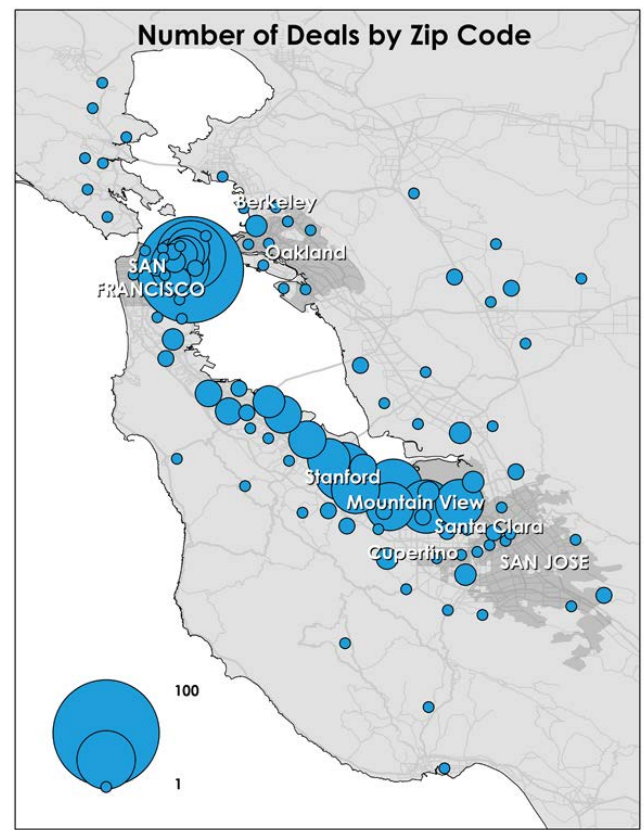 Number of Deals by Zip Code
Berkeley
Oakland
SAN
FRANCISCO
Stanford
Mountain View
Santa Clara
Cupertino
SAN JOSE
100
1